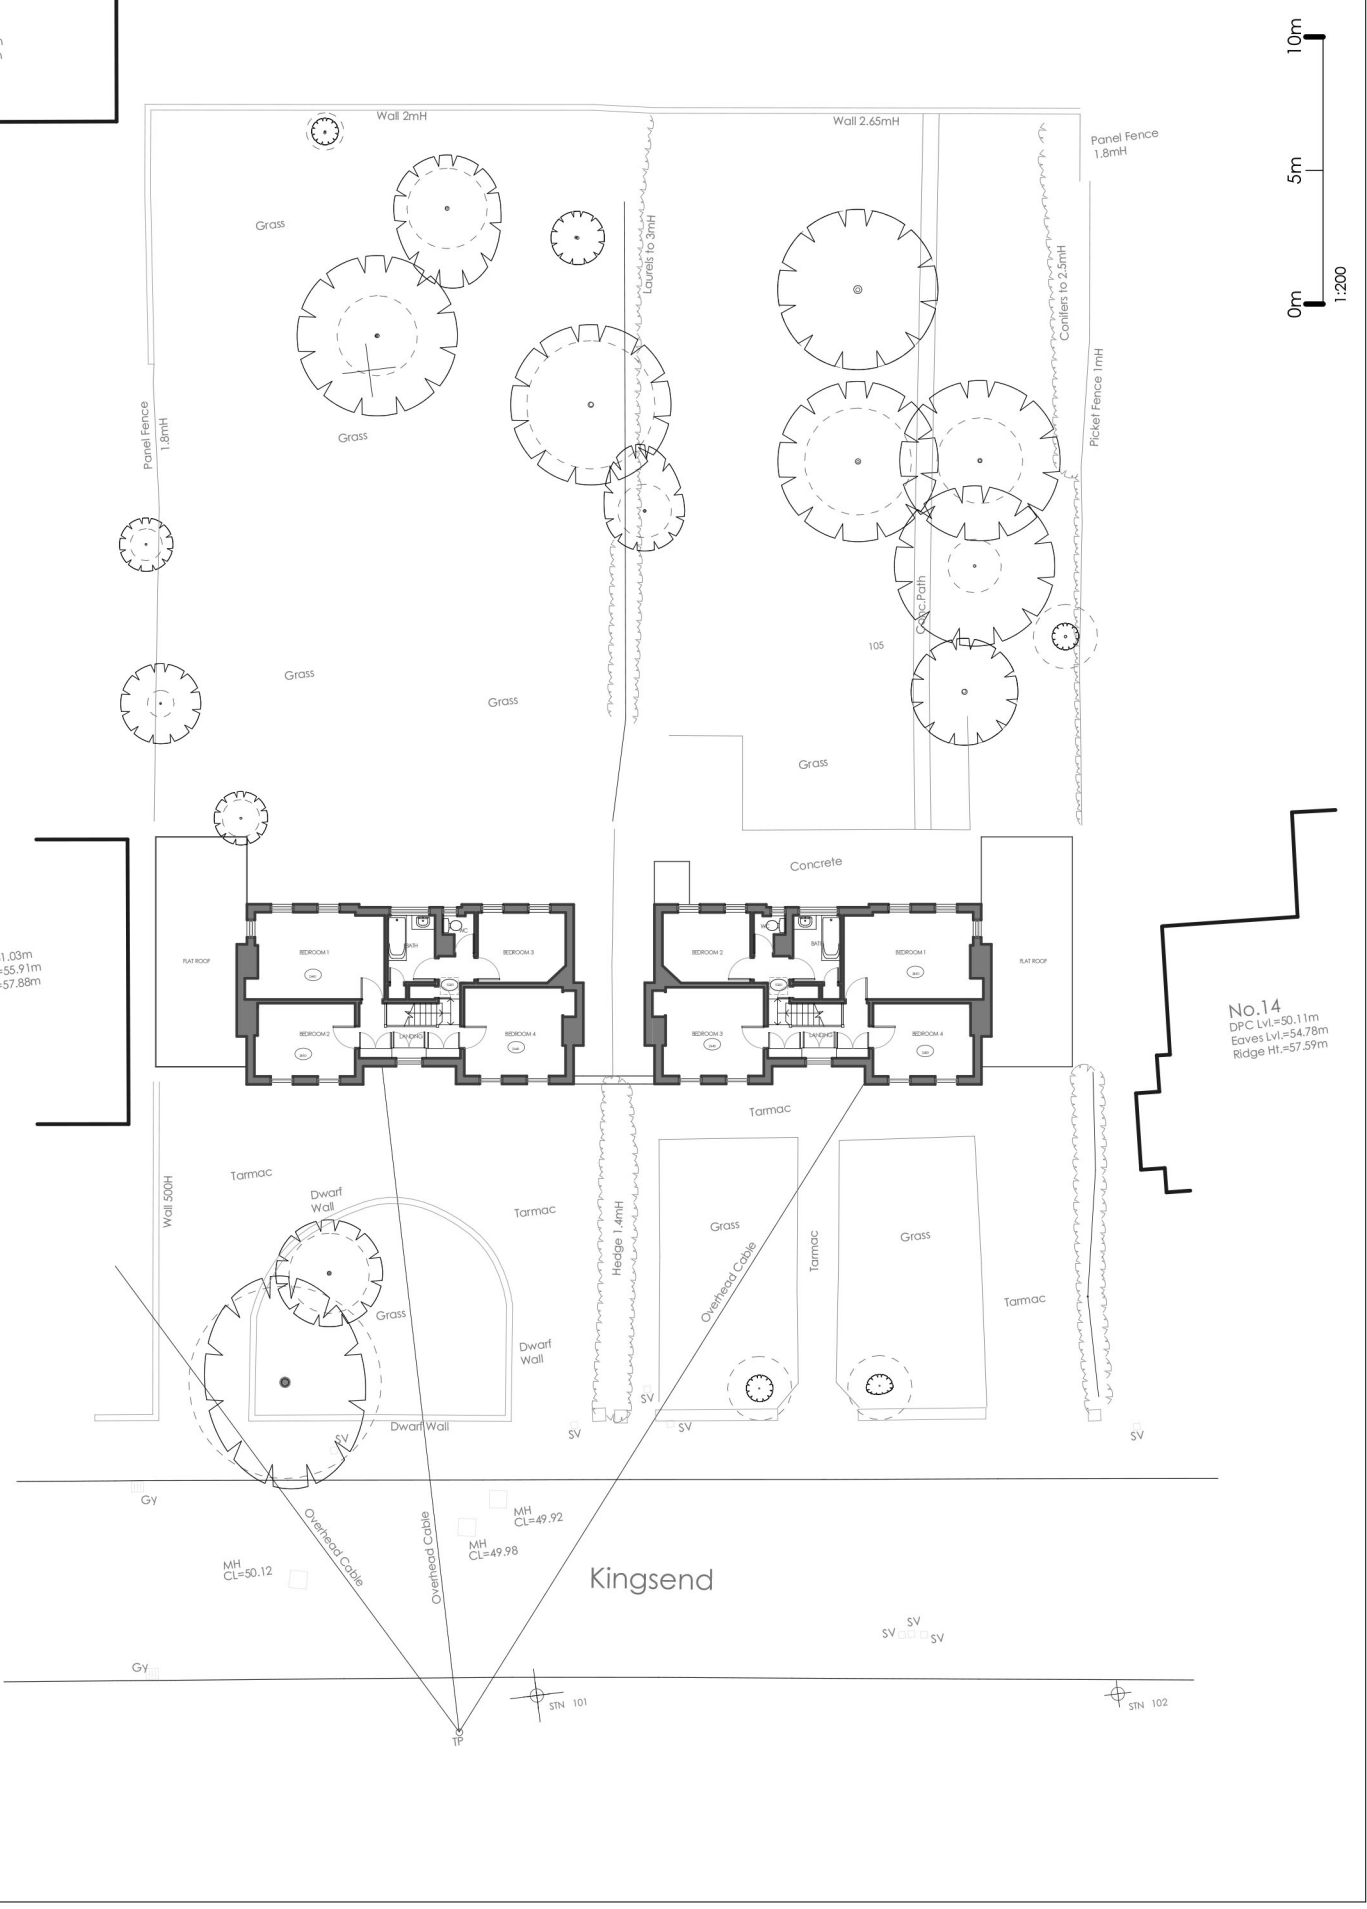 10m
5m
0m
1:200
Wall 2mH
Wall 2.65mH
Panel Fence
1.8mH
Grass
Laurels to 3mH
Conifers to 2.5mH
Picket Fence 1mH
Panel Fence
1.8mH
Grass
Conc.Path
105
Grass
Grass
Grass
Concrete
FLAT ROOF
BEDROOM 1
BATH
WC
BEDROOM 3
BEDROOM 2
WC
BATH
BEDROOM 1
FLAT ROOF
1.03m
=55.91m
=57.88m
BEDROOM 2
LANDING
BEDROOM 4
BEDROOM 3
LANDING
BEDROOM 4
No.14
DPC Lvl.=50.11m
Eaves Lvl.=54.78m
Ridge Ht.=57.59m
Tarmac
Tarmac
Wall 500H
Dwarf
Wall
Tarmac
Hedge 1.4mH
Grass
Tarmac
Grass
Overhead Cable
Tarmac
Grass
Dwarf
Wall
Dwarf Wall
SV
SV
SV
SV
SV
Gy
Overhead Cable
Overhead Cable
MH
CL=49.92
MH
CL=49.98
MH
CL=50.12
Kingsend
SV
SV
SV
Gy
STN 101
STN 102
TP